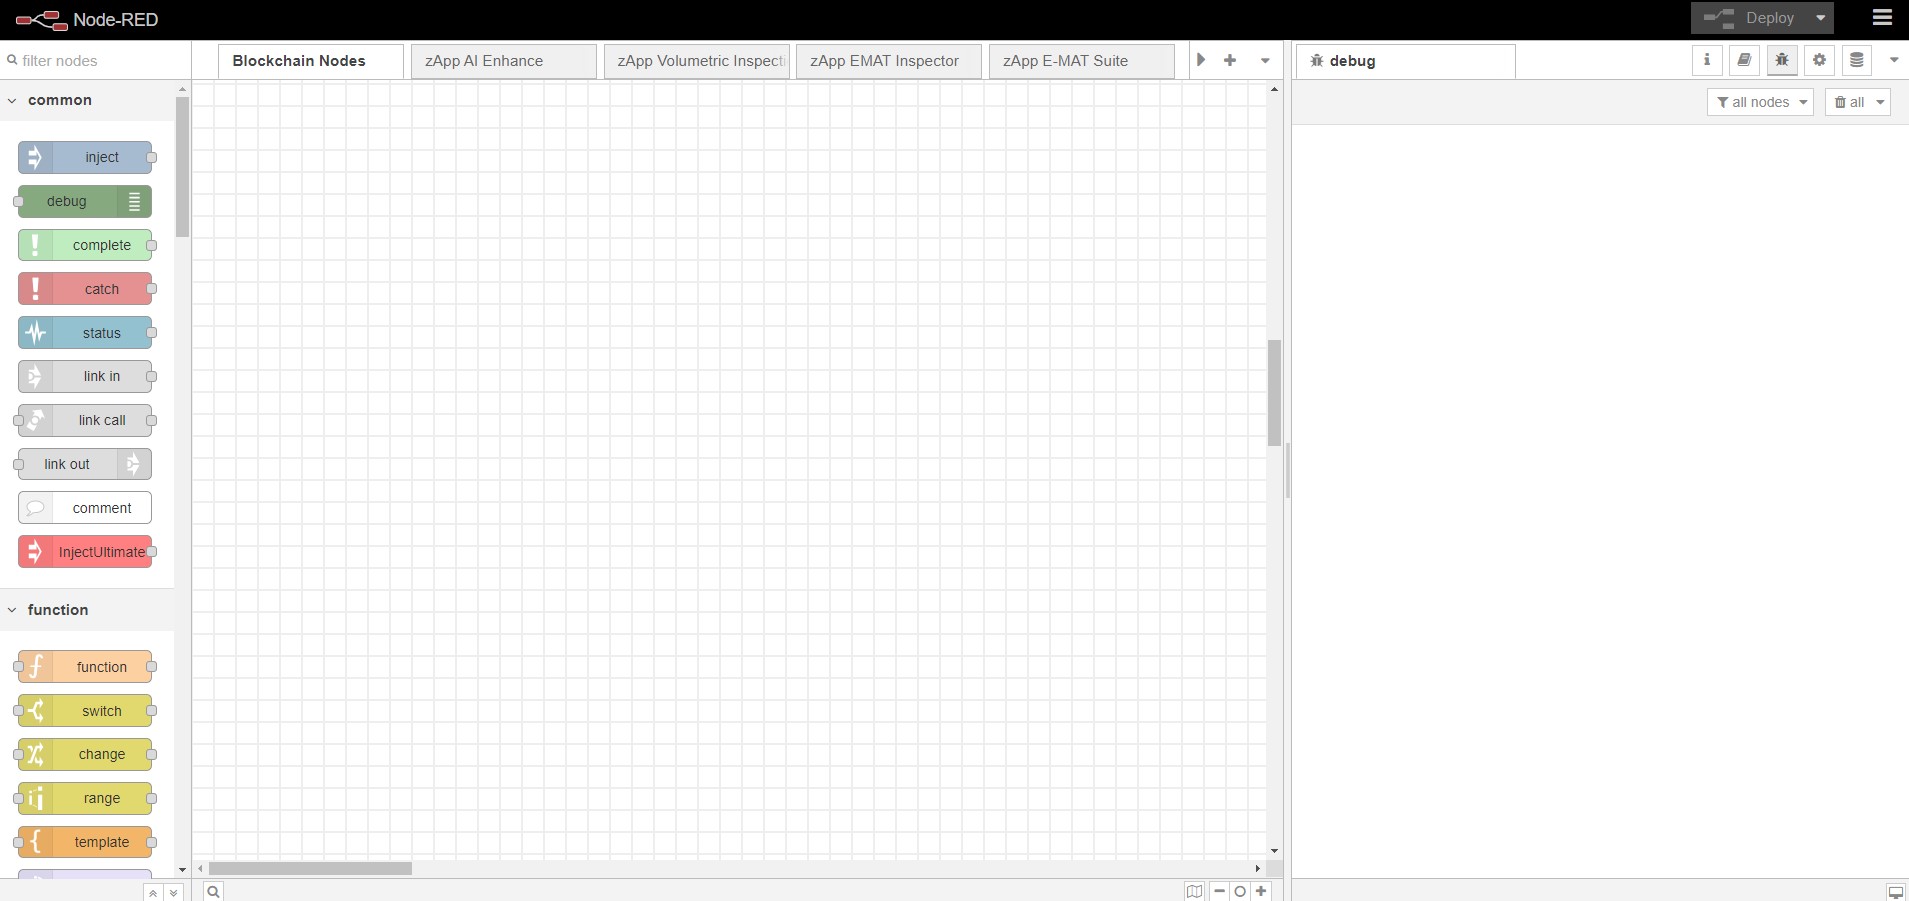 Node-RED
Deploy
filter nodes
Blockchain Nodes
zApp AI Enhance
zApp Volumetric Inspecti
zApp EMAT Inspector
zApp E-MAT Suite
debug
all nodes
all
common
inject
debug
complete
catch
status
link in
link call
link out
comment
InjectUltimate
function
function
switch
change
range
template